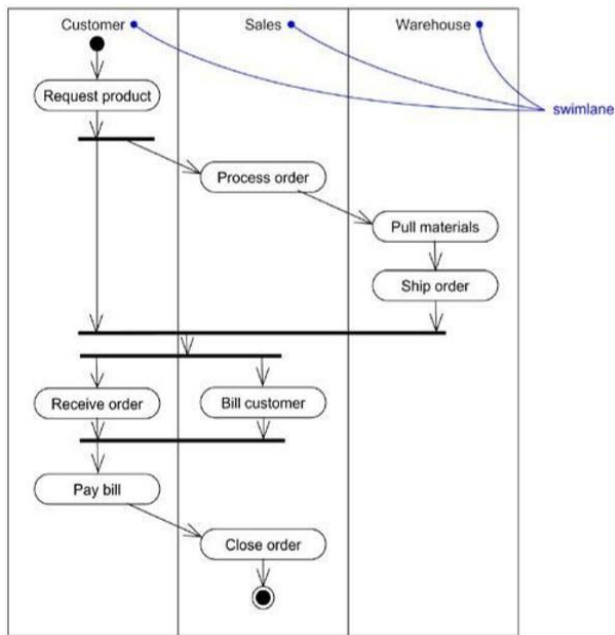 Customer
Sales
Warehouse
swimlane
Request product
Process order
Pull materials
Ship order
Receive order
Bill customer
Pay bill
Close order